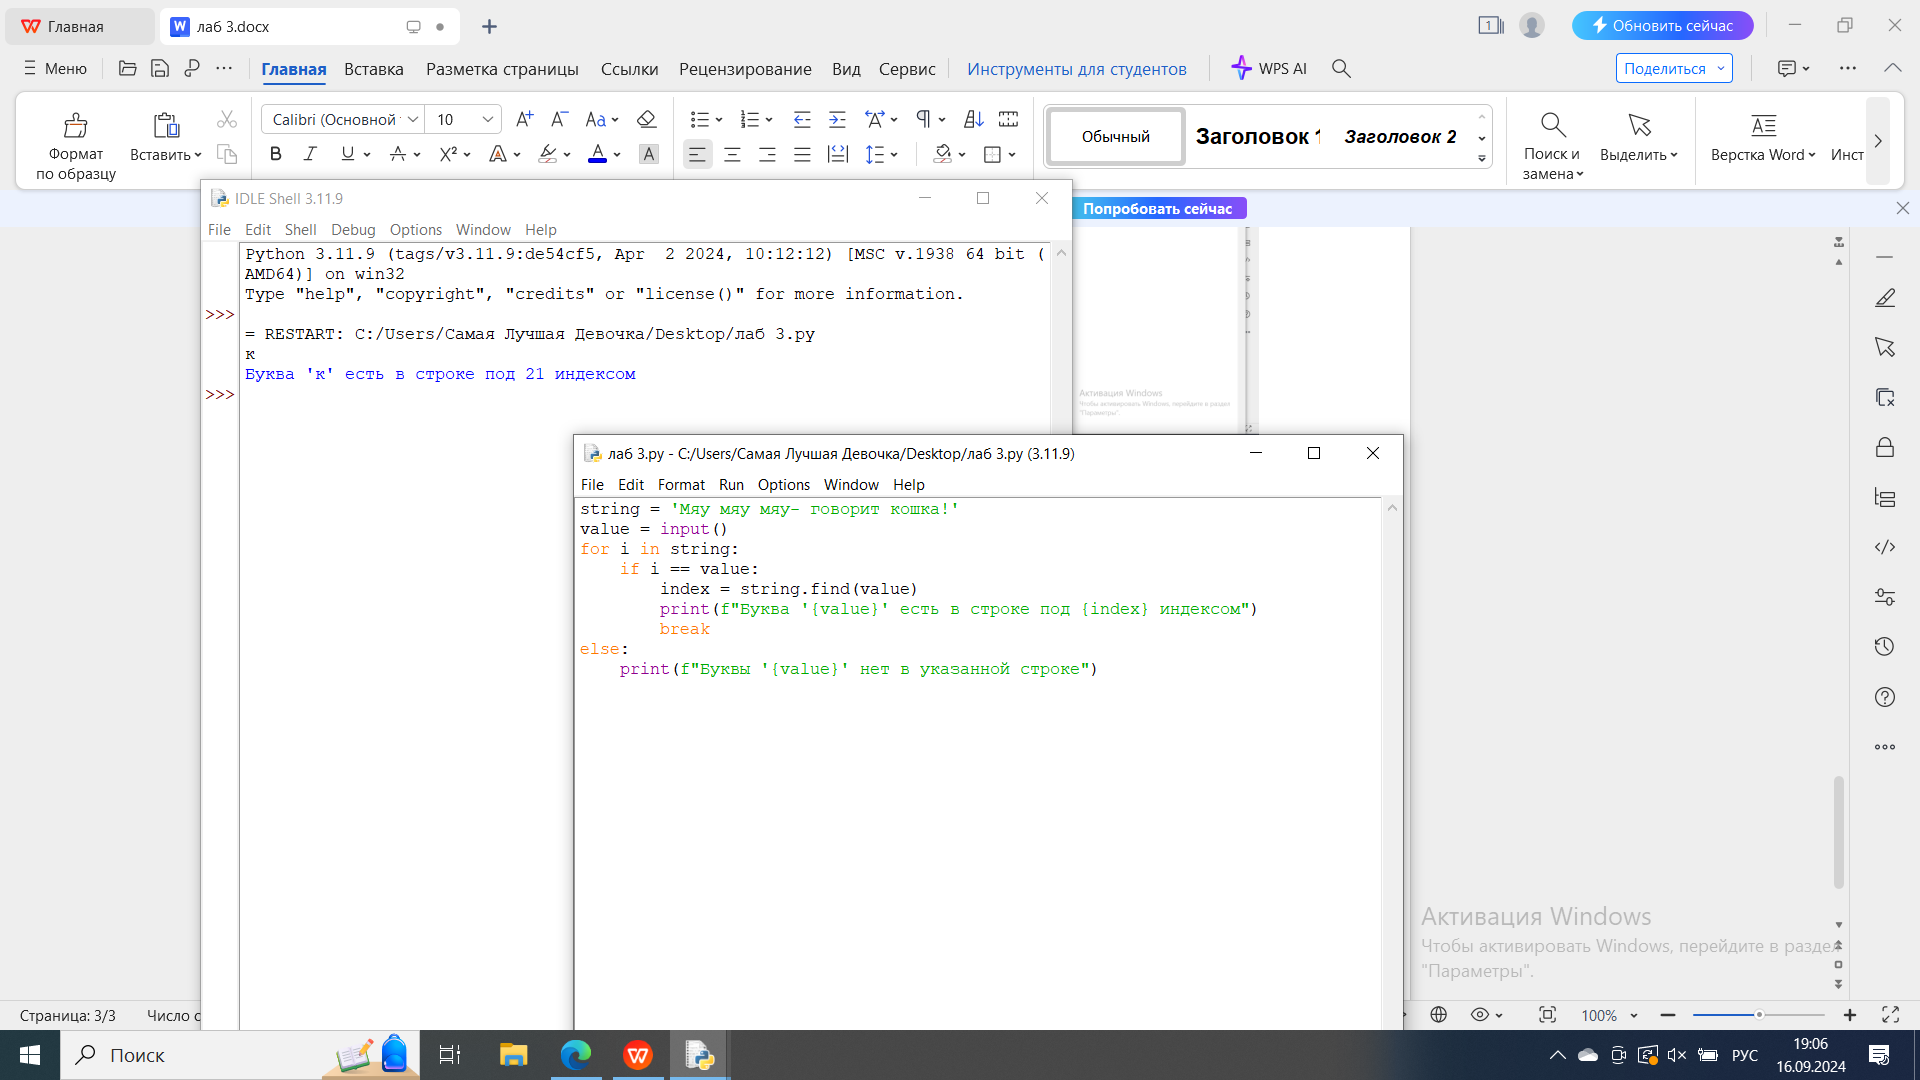 Главная
лаб 3.docx
1
Обновить сейчас
Меню
Главная
Вставка
Разметка страницы
Ссылки
Рецензирование
Вид
Сервис
Инструменты для студентов
WPS AI
Поделиться
Формат
по образцу
Вставить
Calibri (Основной
10
Обычный
Заголовок 1
Заголовок 2
Поиск и
замена
Выделить
Верстка Word
Инст
IDLE Shell 3.11.9
Попробовать сейчас
File Edit Shell Debug Options Window Help
Python 3.11.9 (tags/v3.11.9:de54cf5, Apr  2 2024, 10:12:12) [MSC v.1938 64 bit (
AMD64)] on win32
Type "help", "copyright", "credits" or "license()" for more information.
>>>
= RESTART: C:/Users/Самая Лучшая Девочка/Desktop/лаб 3.py
к
Буква 'к' есть в строке под 21 индексом
>>>
Активация Windows
Чтобы активировать Windows, перейдите в раздел
"Параметры".
лаб 3.py - C:/Users/Самая Лучшая Девочка/Desktop/лаб 3.py (3.11.9)
File Edit Format Run Options Window Help
string = 'Мяу мяу мяу- говорит кошка!'
value = input()
for i in string:
    if i == value:
        index = string.find(value)
        print(f"Буква '{value}' есть в строке под {index} индексом")
        break
else:
    print(f"Буквы '{value}' нет в указанной строке")
Активация Windows
Чтобы активировать Windows, перейдите в раздел
"Параметры".
Страница: 3/3
Число с
100%
Поиск
РУС
19:06
16.09.2024